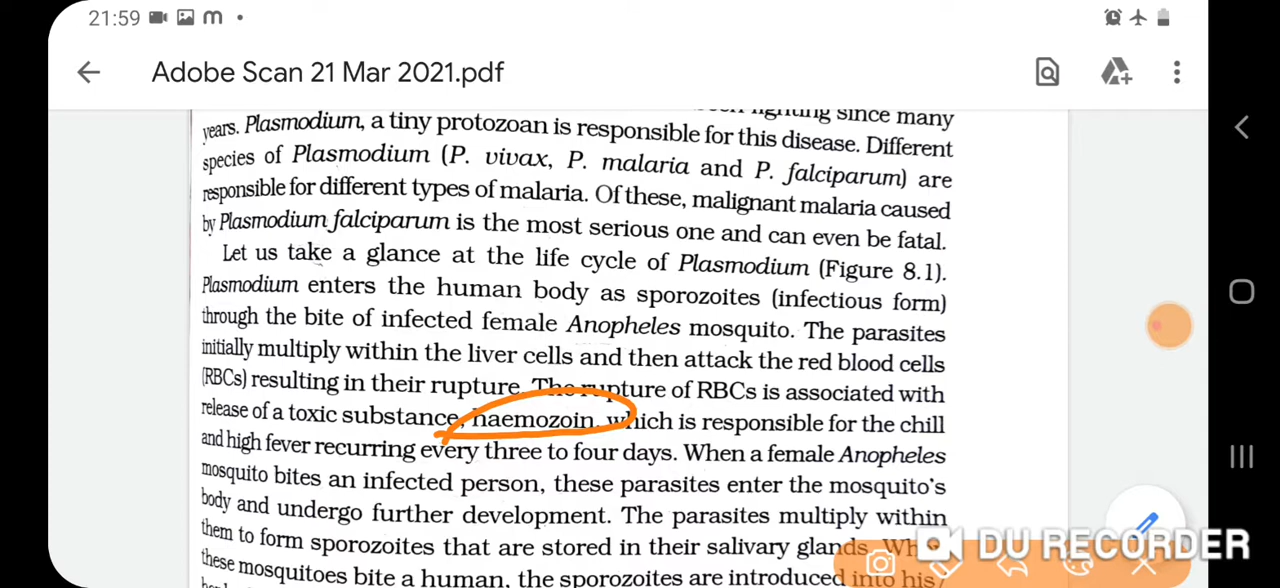 21:59
Adobe Scan 21 Mar 2021.pdf
fighting since many
years. Plasmodium, a tiny protozoan is responsible for this disease. Different
species of Plasmodium (P. vivax, P. malaria and P. falciparum) are
responsible for different types of malaria. Of these, malignant malaria caused
by Plasmodium falciparum is the most serious one and can even be fatal.
Let us take a glance at the life cycle of Plasmodium (Figure 8.1).
Plasmodium enters the human body as sporozoites (infectious form)
through the bite of infected female Anopheles mosquito. The parasites
initially multiply within the liver cells and then attack the red blood cells
(RBCs) resulting in their rupture. The rupture of RBCs is associated with
release of a toxic substance, haemozoin, which is responsible for the chill
and high fever recurring every three to four days. When a female Anopheles
mosquito bites an infected person, these parasites enter the mosquito's
body and undergo further development. The parasites multiply within
them to form sporozoites that are stored in their salivary glands.
these mosquitoes bite a human, the sporozoites are introduced into his/
DU RECORDER